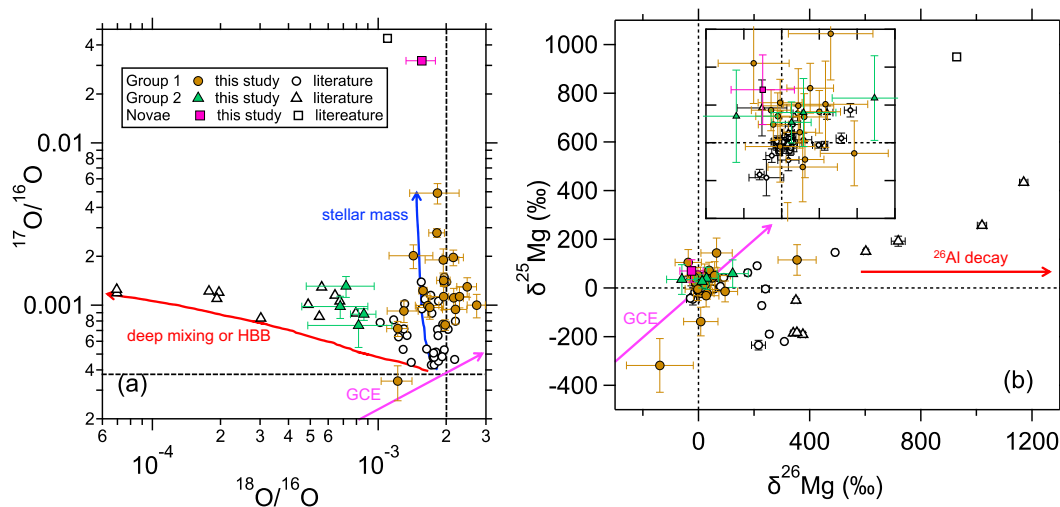 4
2
0.01
8
6
4
2
0.001
8
6
4
2
17O/16O
6
8
10-4
2
3
4
5
6
8
10-3
2
3
18O/16O
Group 1 this study literature
Group 2 this study literature
Novae this study litereature
stellar mass
deep mixing or HBB
GCE
(a)
1000
800
600
400
200
0
-200
-400
δ25Mg (‰)
0
400
800
1200
δ26Mg (‰)
26Al decay
GCE
(b)